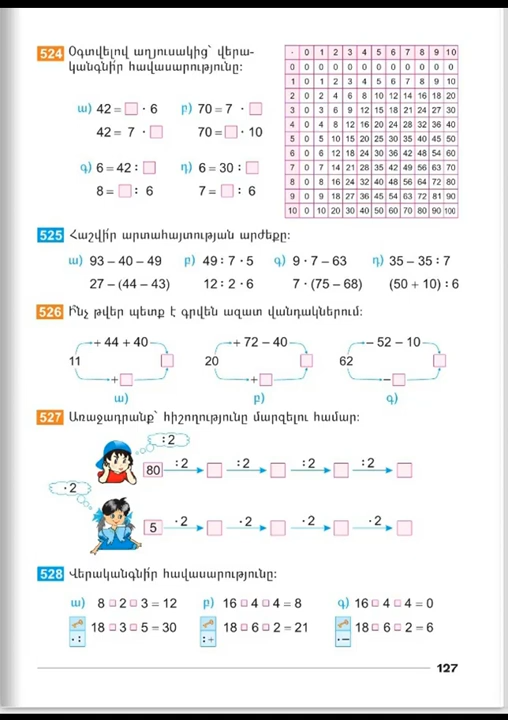 524 Օգտվելով աղյուսակից՝ վերա-
կանգնի՛ր հավասարությունը:
ա) 42 = □ · 6 բ) 70 = 7 · □
42 = 7 · □ 70 = □ · 10
գ) 6 = 42 : □ դ) 6 = 30 : □
8 = □ : 6 7 = □ : 6
· 0 1 2 3 4 5 6 7 8 9 10
0 0 0 0 0 0 0 0 0 0 0 0
1 0 1 2 3 4 5 6 7 8 9 10
2 0 2 4 6 8 10 12 14 16 18 20
3 0 3 6 9 12 15 18 21 24 27 30
4 0 4 8 12 16 20 24 28 32 36 40
5 0 5 10 15 20 25 30 35 40 45 50
6 0 6 12 18 24 30 36 42 48 54 60
7 0 7 14 21 28 35 42 49 56 63 70
8 0 8 16 24 32 40 48 56 64 72 80
9 0 9 18 27 36 45 54 63 72 81 90
10 0 10 20 30 40 50 60 70 80 90 100
525 Հաշվի՛ր արտահայտության արժեքը:
ա) 93 – 40 – 49 բ) 49 : 7 · 5 գ) 9 · 7 – 63 դ) 35 – 35 : 7
27 – (44 – 43) 12 : 2 · 6 7 · (75 – 68) (50 + 10) : 6
526 Ի՞նչ թվեր պետք է գրվեն ազատ վանդակներում:
+ 44 + 40 + 72 – 40 – 52 – 10
11 □ 20 □ 62 □
+ □ + □ – □
ա) բ) գ)
527 Առաջադրանք՝ հիշողությունը մարզելու համար:
: 2
80 : 2 □ : 2 □ : 2 □ : 2 □
· 2
5 · 2 □ · 2 □ · 2 □ · 2 □
528 Վերականգնի՛ր հավասարությունը:
ա) 8 □ 2 □ 3 = 12 բ) 16 □ 4 □ 4 = 8 գ) 16 □ 4 □ 4 = 0
18 □ 3 □ 5 = 30 18 □ 6 □ 2 = 21 18 □ 6 □ 2 = 6
· : : + · –
127